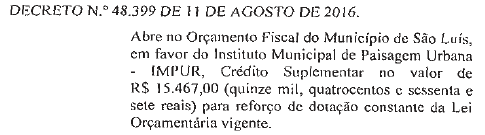 DECRETO N.º 48.399 DE 11 DE AGOSTO DE 2016.
Abre no Orçamento Fiscal do Município de São Luís,
em favor do Instituto Municipal de Paisagem Urbana
- IMPUR, Crédito Suplementar no valor de
R$ 15.467,00 (quinze mil, quatrocentos e sessenta e
sete reais) para reforço de dotação constante da Lei
Orçamentária vigente.